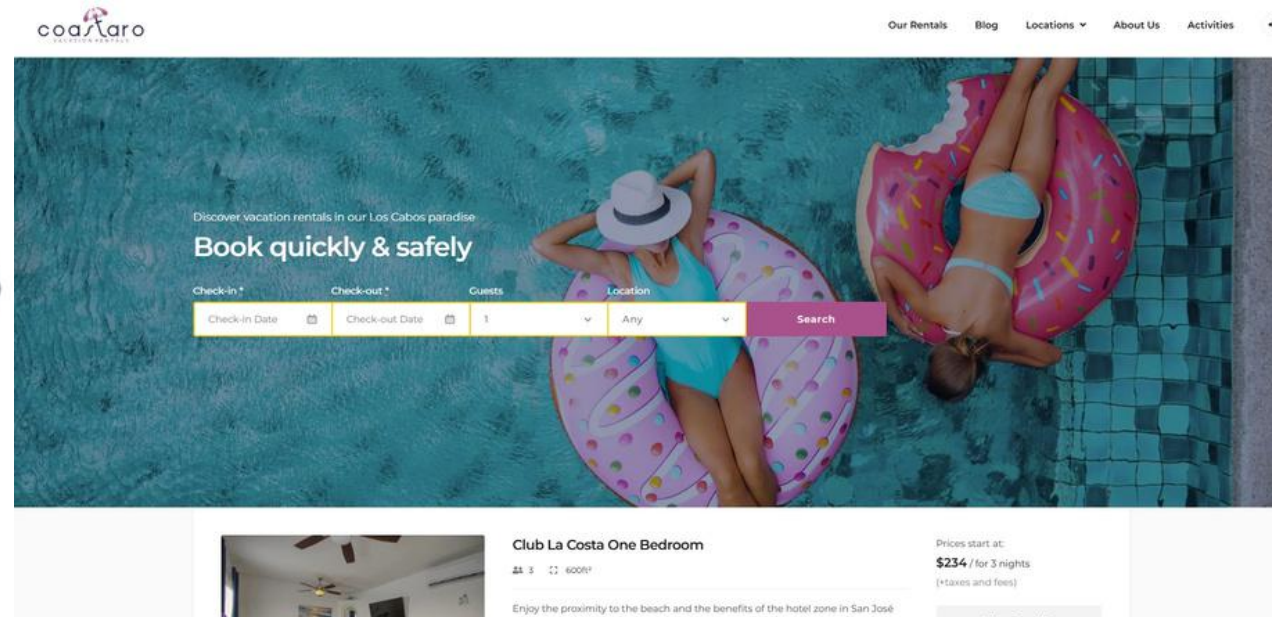 coastaro
VACATION RENTALS
Our Rentals Blog Locations About Us Activities
Discover vacation rentals in our Los Cabos paradise
Book quickly & safely
Check-in * Check-out * Guests Location
Check-in Date Check-out Date 1 Any Search
Club La Costa One Bedroom
3 600ft²
Enjoy the proximity to the beach and the benefits of the hotel zone in San José
Prices start at:
$234 / for 3 nights
(+taxes and fees)